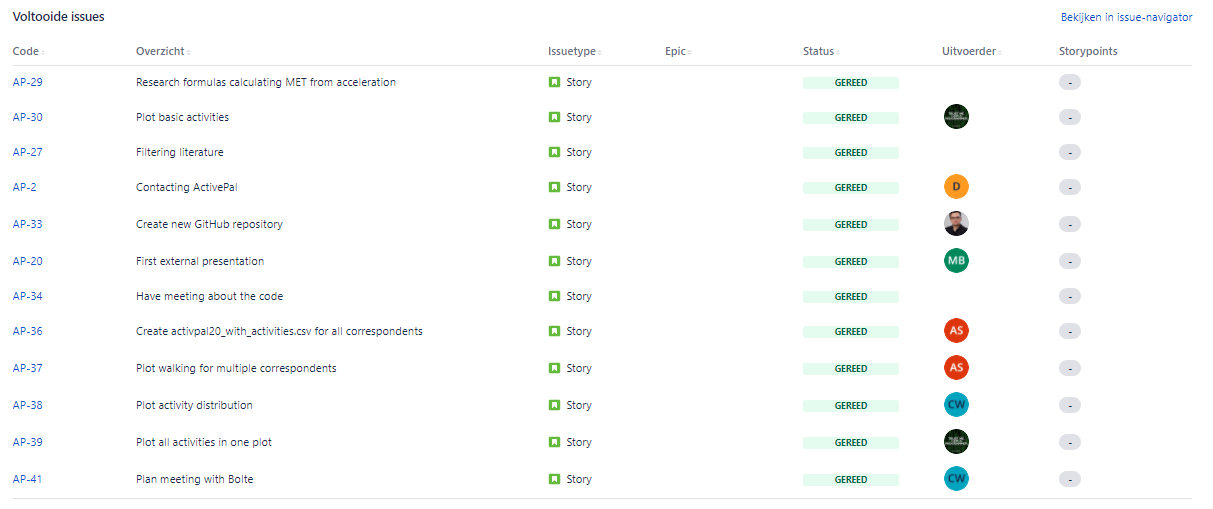 Voltooide issues Bekijken in issue-navigator
Code Overzicht Issuetype Epic Status Uitvoerder Storypoints
AP-29 Research formulas calculating MET from acceleration Story GEREED -
AP-30 Plot basic activities Story GEREED -
AP-27 Filtering literature Story GEREED -
AP-2 Contacting ActivePal Story GEREED D -
AP-33 Create new GitHub repository Story GEREED -
AP-20 First external presentation Story GEREED MB -
AP-34 Have meeting about the code Story GEREED -
AP-36 Create activpal20_with_activities.csv for all correspondents Story GEREED AS -
AP-37 Plot walking for multiple correspondents Story GEREED AS -
AP-38 Plot activity distribution Story GEREED CW -
AP-39 Plot all activities in one plot Story GEREED -
AP-41 Plan meeting with Bolte Story GEREED CW -